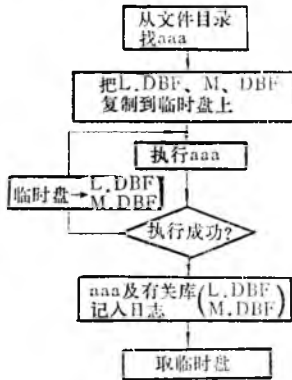 从文件目录
找aaa
把L.DBF、M、DBF
复制到临时盘上
执行aaa
临时盘→L.DBF
M.DBF
执行成功?
aaa及有关库(L.DBF
记入日志 M.DBF)
取临时盘